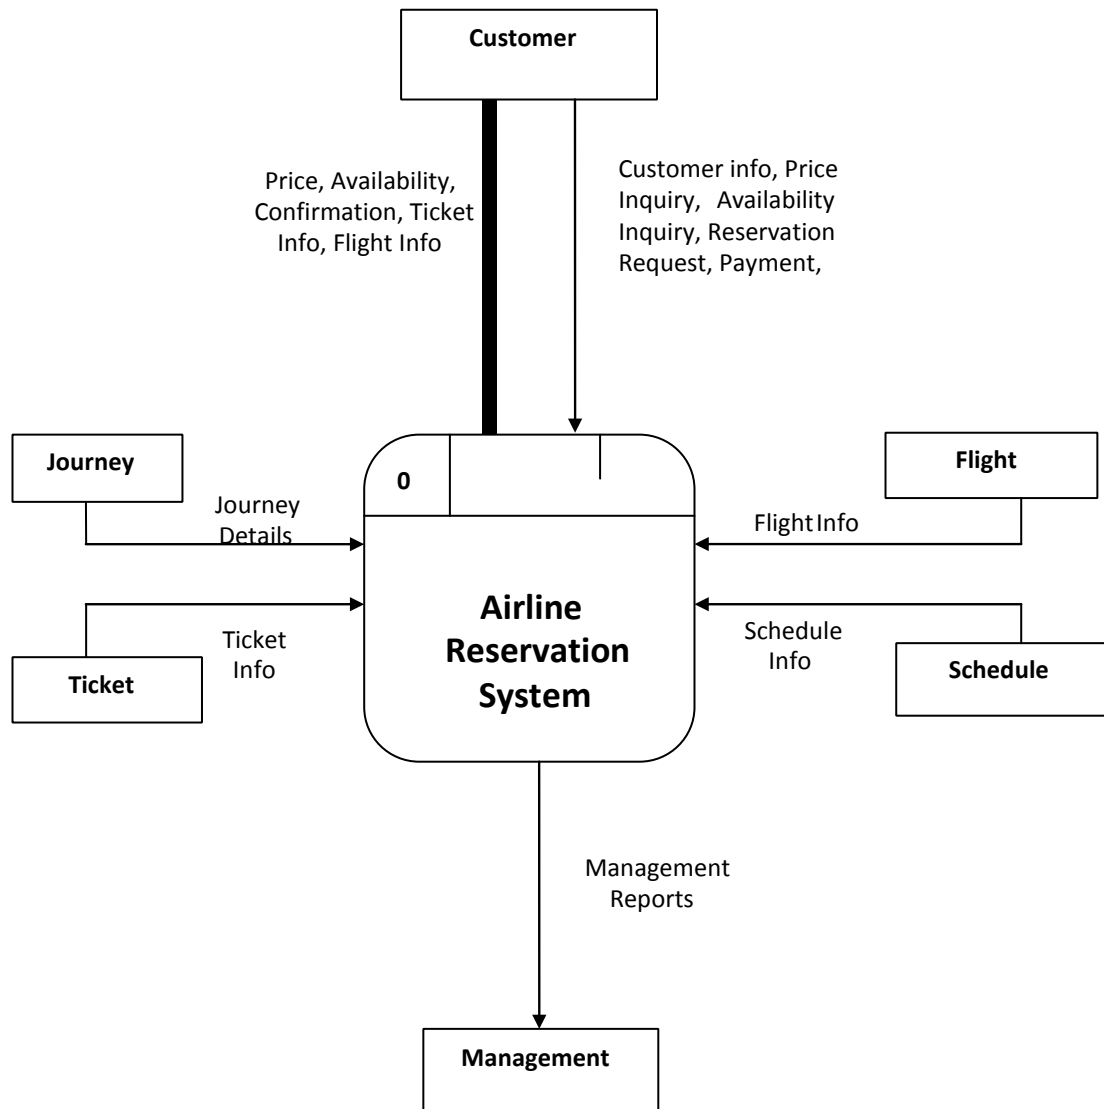 Customer
Price, Availability,
Confirmation, Ticket
Info, Flight Info
Customer info, Price
Inquiry, Availability
Inquiry, Reservation
Request, Payment,
Journey
0
Flight
Journey
Details
Flight Info
Airline
Reservation
System
Ticket
Info
Schedule
Info
Ticket
Schedule
Management
Reports
Management